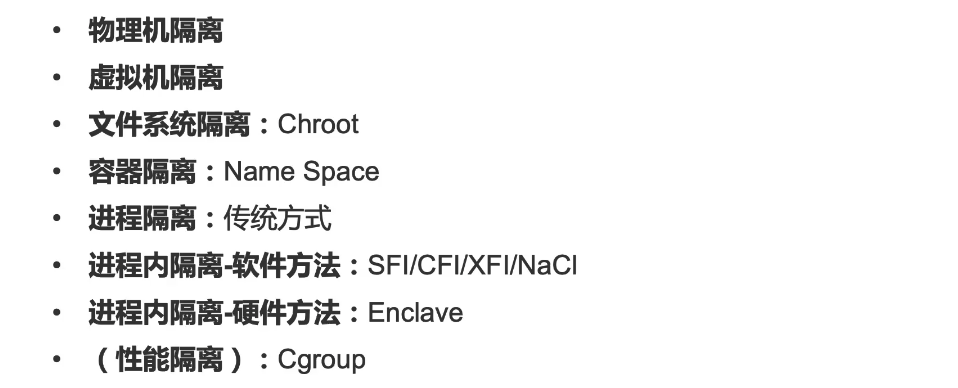 • 物理机隔离
• 虚拟机隔离
• 文件系统隔离：Chroot
• 容器隔离：Name Space
• 进程隔离：传统方式
• 进程内隔离-软件方法：SFI/CFI/XFI/NaCl
• 进程内隔离-硬件方法：Enclave
• （性能隔离）：Cgroup